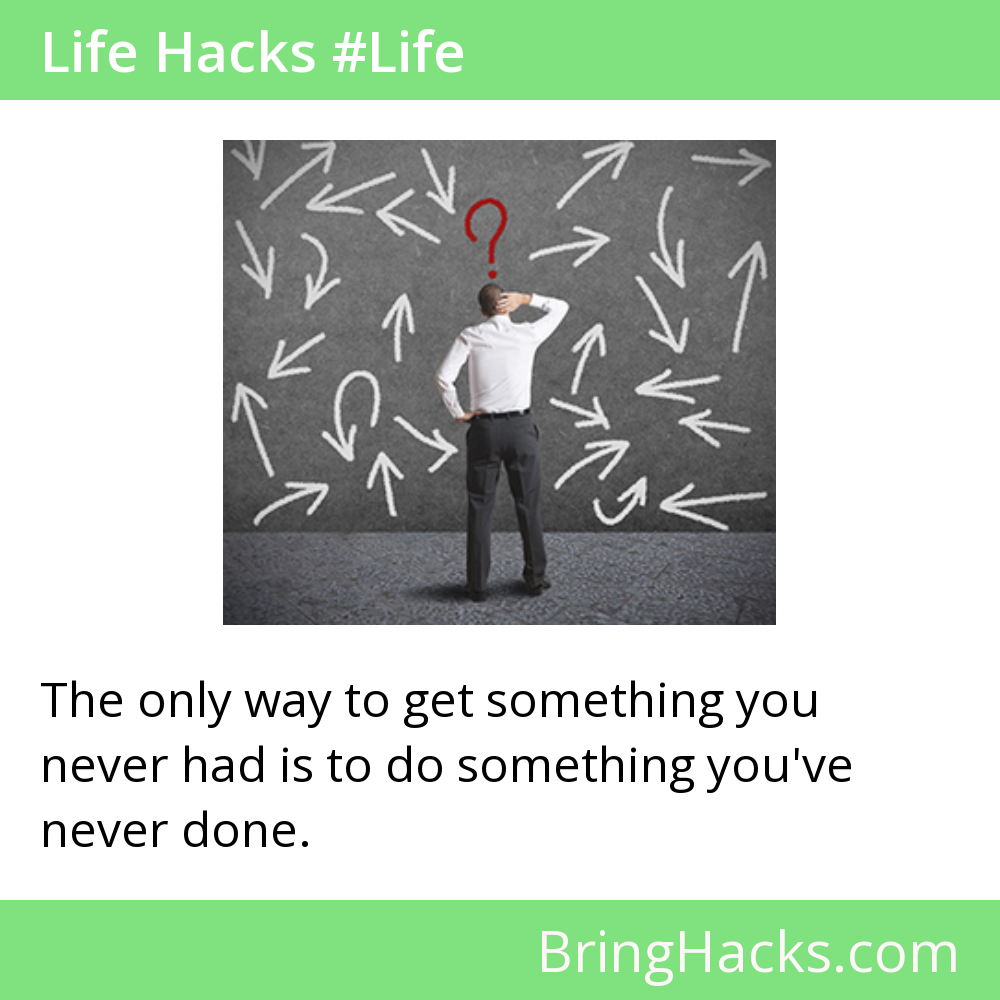 Life Hacks #Life
?
The only way to get something you
never had is to do something you've
never done.
BringHacks.com